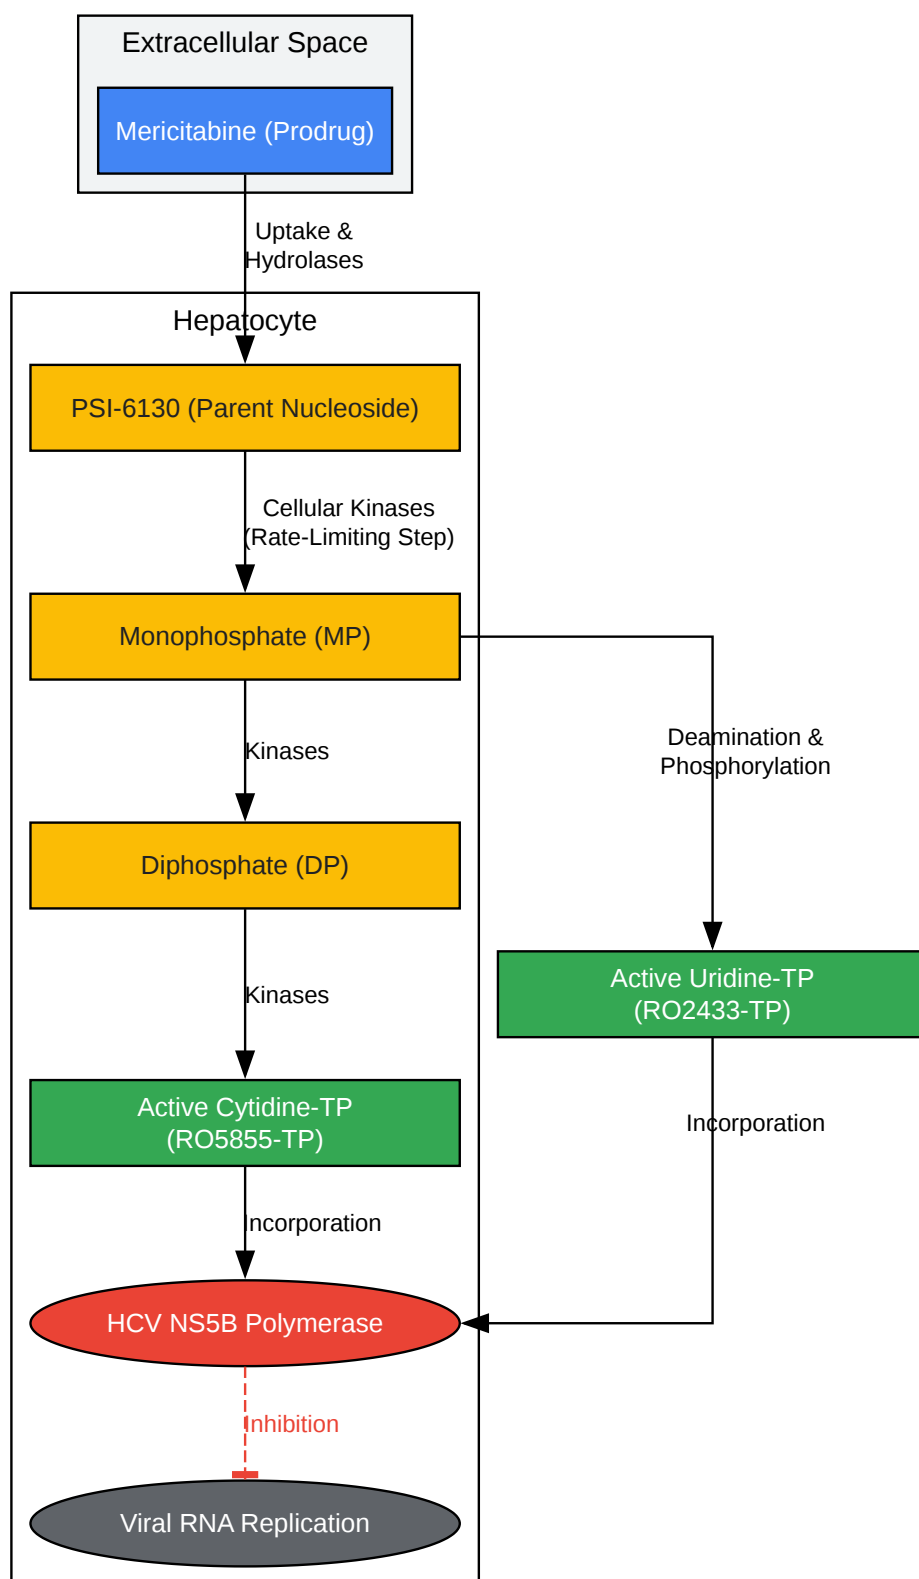 Extracellular Space
Mericitabine (Prodrug)
Uptake &
Hydrolases
Hepatocyte
PSI-6130 (Parent Nucleoside)
Cellular Kinases
(Rate-Limiting Step)
Monophosphate (MP)
Kinases
Deamination &
Phosphorylation
Diphosphate (DP)
Kinases
Active Uridine-TP
(RO2433-TP)
Active Cytidine-TP
(RO5855-TP)
Incorporation
Incorporation
HCV NS5B Polymerase
Inhibition
Viral RNA Replication